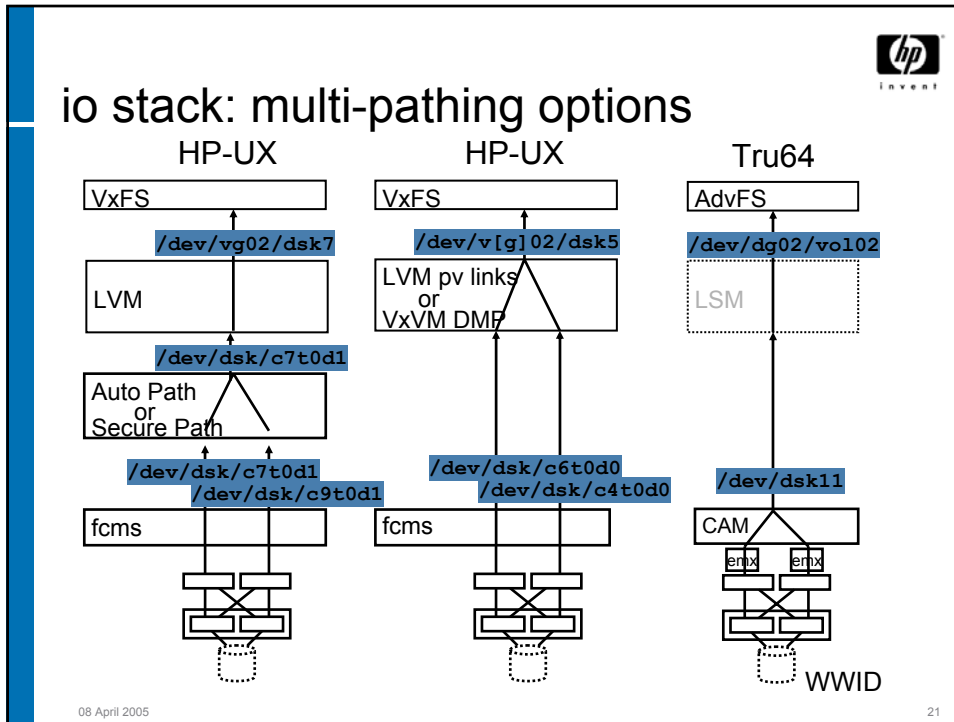 hp
invent
io stack: multi-pathing options
HP-UX
VxFS
/dev/vg02/dsk7
LVM
/dev/dsk/c7t0d1
Auto Path
or
Secure Path
/dev/dsk/c7t0d1
/dev/dsk/c9t0d1
fcms
HP-UX
VxFS
/dev/v[g]02/dsk5
LVM pv links
or
VxVM DMP
/dev/dsk/c6t0d0
/dev/dsk/c4t0d0
fcms
Tru64
AdvFS
/dev/dg02/vol02
LSM
/dev/dsk11
CAM
emx
emx
WWID
08 April 2005
21